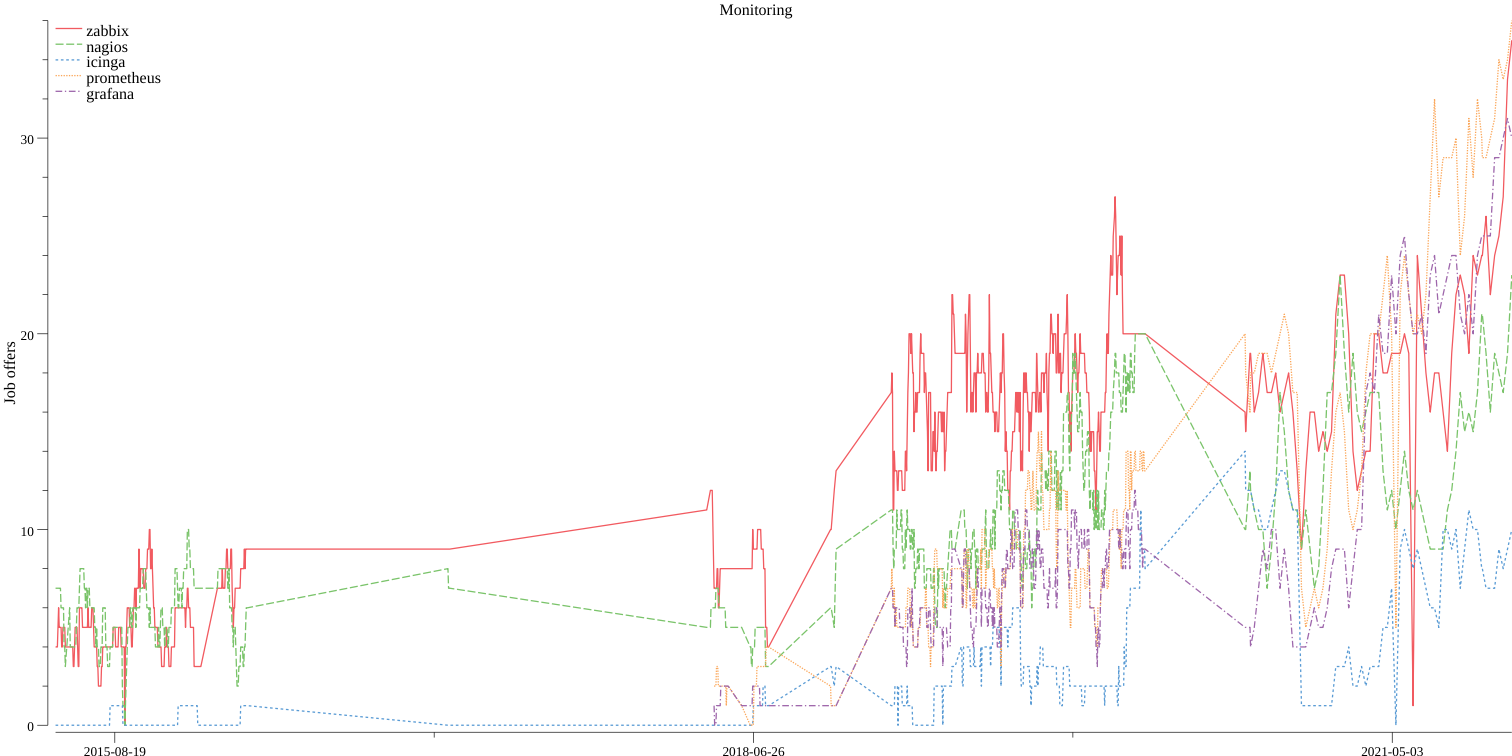 Monitoring
zabbix
nagios
icinga
prometheus
grafana
30
20
10
0
Job offers
2015-08-19
2018-06-26
2021-05-03